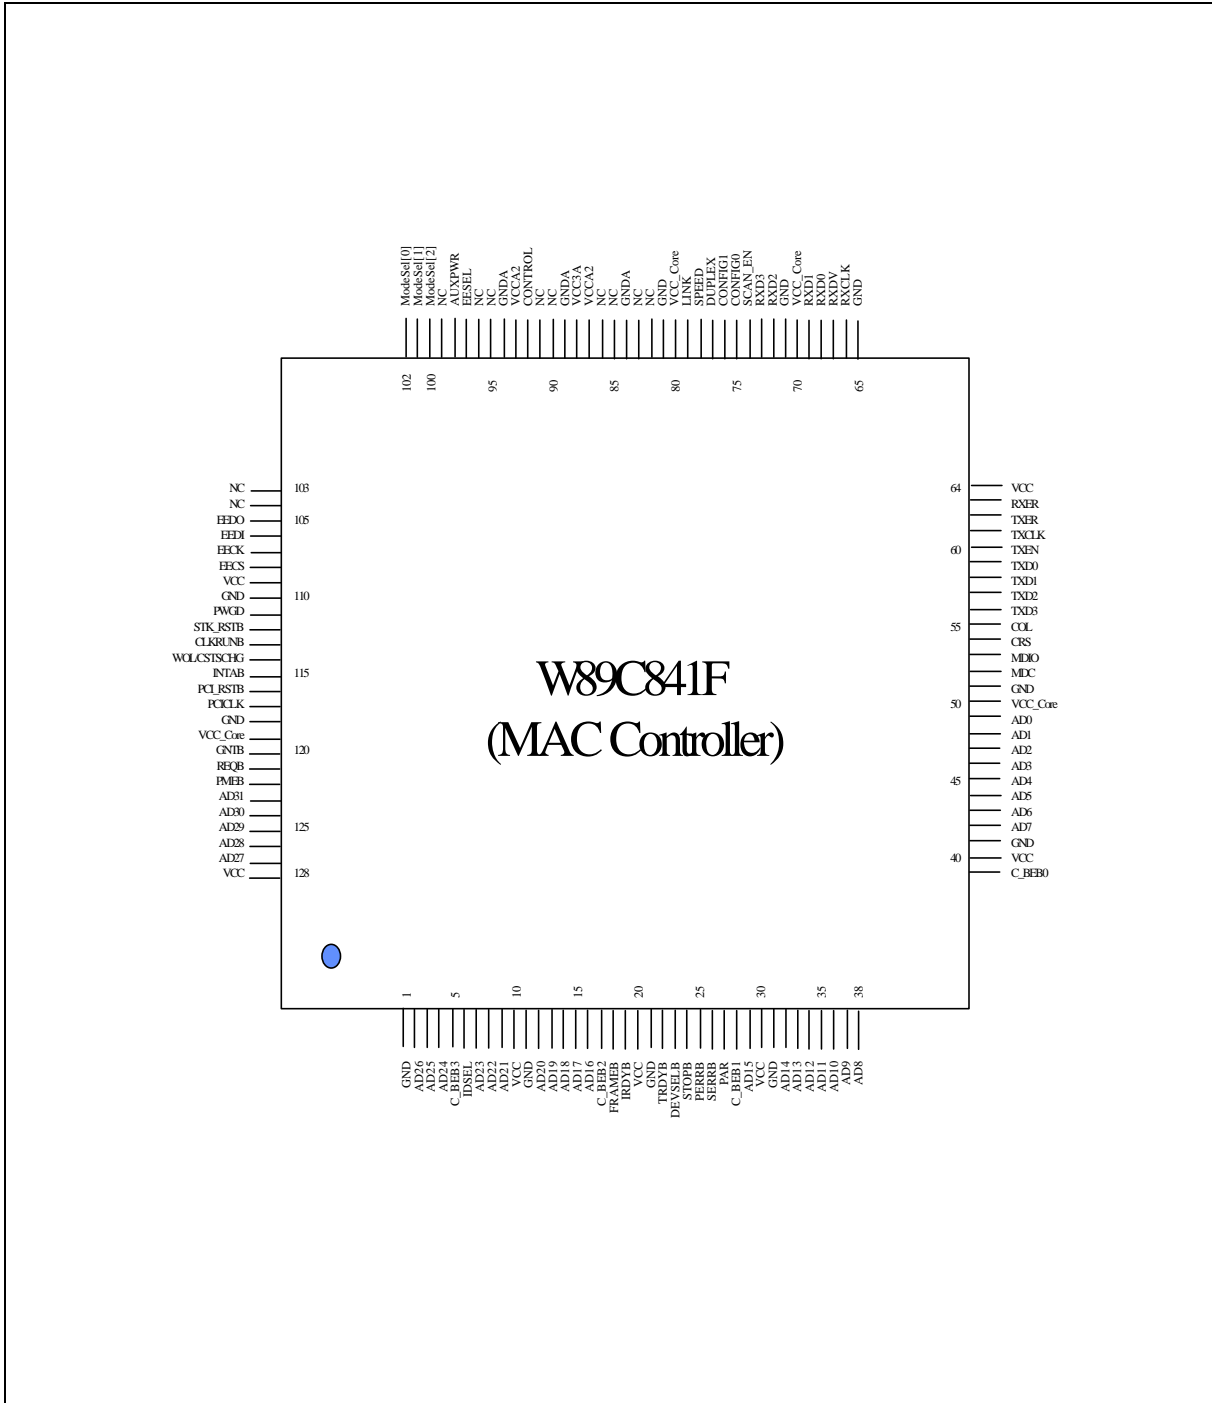 ModeSel[0]
ModeSel[1]
ModeSel[2]
NC
AUXPWR
EESEL
NC
NC
GNDA
VCCA2
CONTROL
NC
NC
GNDA
VCC3A
VCCA2
NC
NC
GNDA
NC
NC
GND
VCC_Core
LINK
SPEED
DUPLEX
CONFIG1
CONFIG0
SCAN_EN
RXD3
RXD2
GND
VCC_Core
RXD1
RXD0
RXDV
RXCLK
GND
102
100
95
90
85
80
75
70
65
NC 103
NC
EEDO 105
EEDI
EECK
EECS
VCC
GND 110
PWGD
STK_RSTB
CLKRUNB
WOL/CSTSCHG
INTAB 115
PCI_RSTB
PCICLK
GND
VCC_Core
GNTB 120
REQB
PMEB
AD31
AD30
AD29 125
AD28
AD27
VCC 128
W89C841F
(MAC Controller)
64 VCC
RXER
TXER
TXCLK
60 TXEN
TXD0
TXD1
TXD2
TXD3
55 COL
CRS
MDIO
MDC
GND
50 VCC_Core
AD0
AD1
AD2
AD3
45 AD4
AD5
AD6
AD7
GND
40 VCC
C_BEB0
1
5
10
15
20
25
30
35
38
GND
AD26
AD25
AD24
C_BEB3
IDSEL
AD23
AD22
AD21
VCC
GND
AD20
AD19
AD18
AD17
AD16
C_BEB2
FRAMEB
IRDYB
VCC
GND
TRDYB
DEVSELB
STOPB
PERRB
SERRB
PAR
C_BEB1
AD15
VCC
GND
AD14
AD13
AD12
AD11
AD10
AD9
AD8